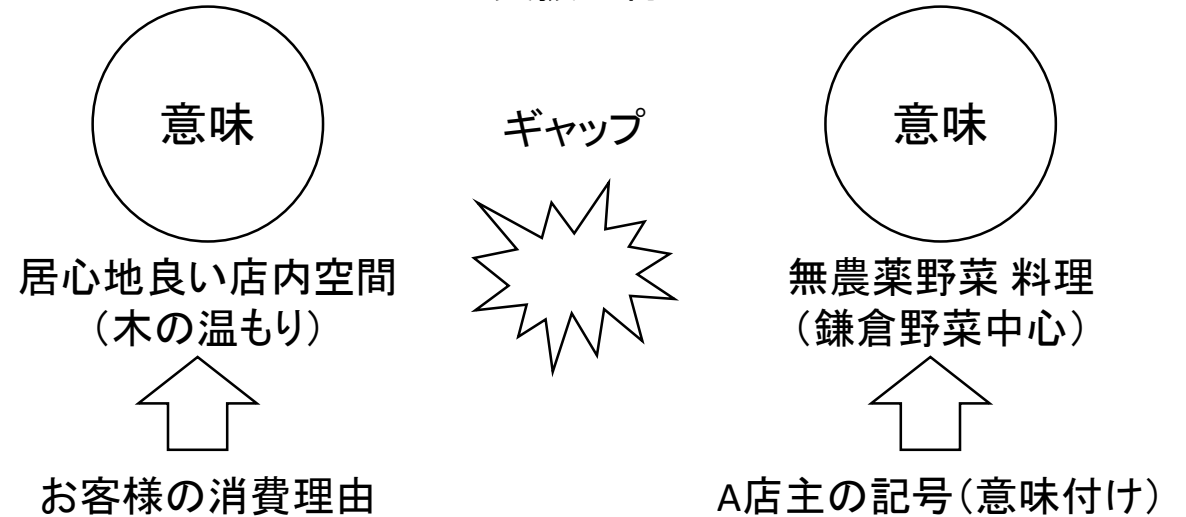 意味
ギャップ
意味
居心地良い店内空間
(木の温もり)
無農薬野菜 料理
(鎌倉野菜中心)
お客様の消費理由
A店主の記号(意味付け)